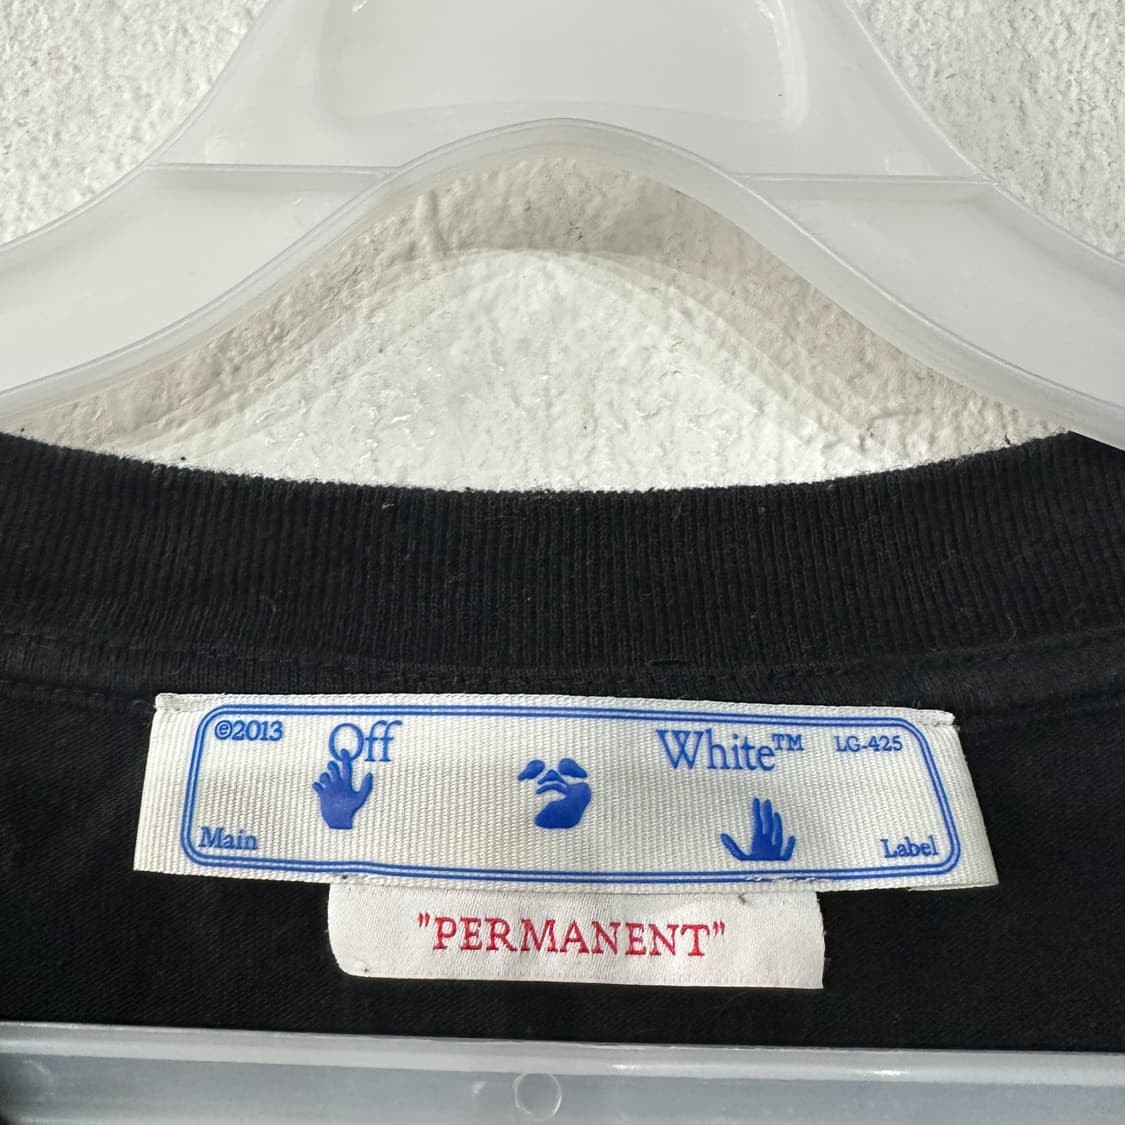 ©2013 Off White™ LG-425
Main Label
"PERMANENT"